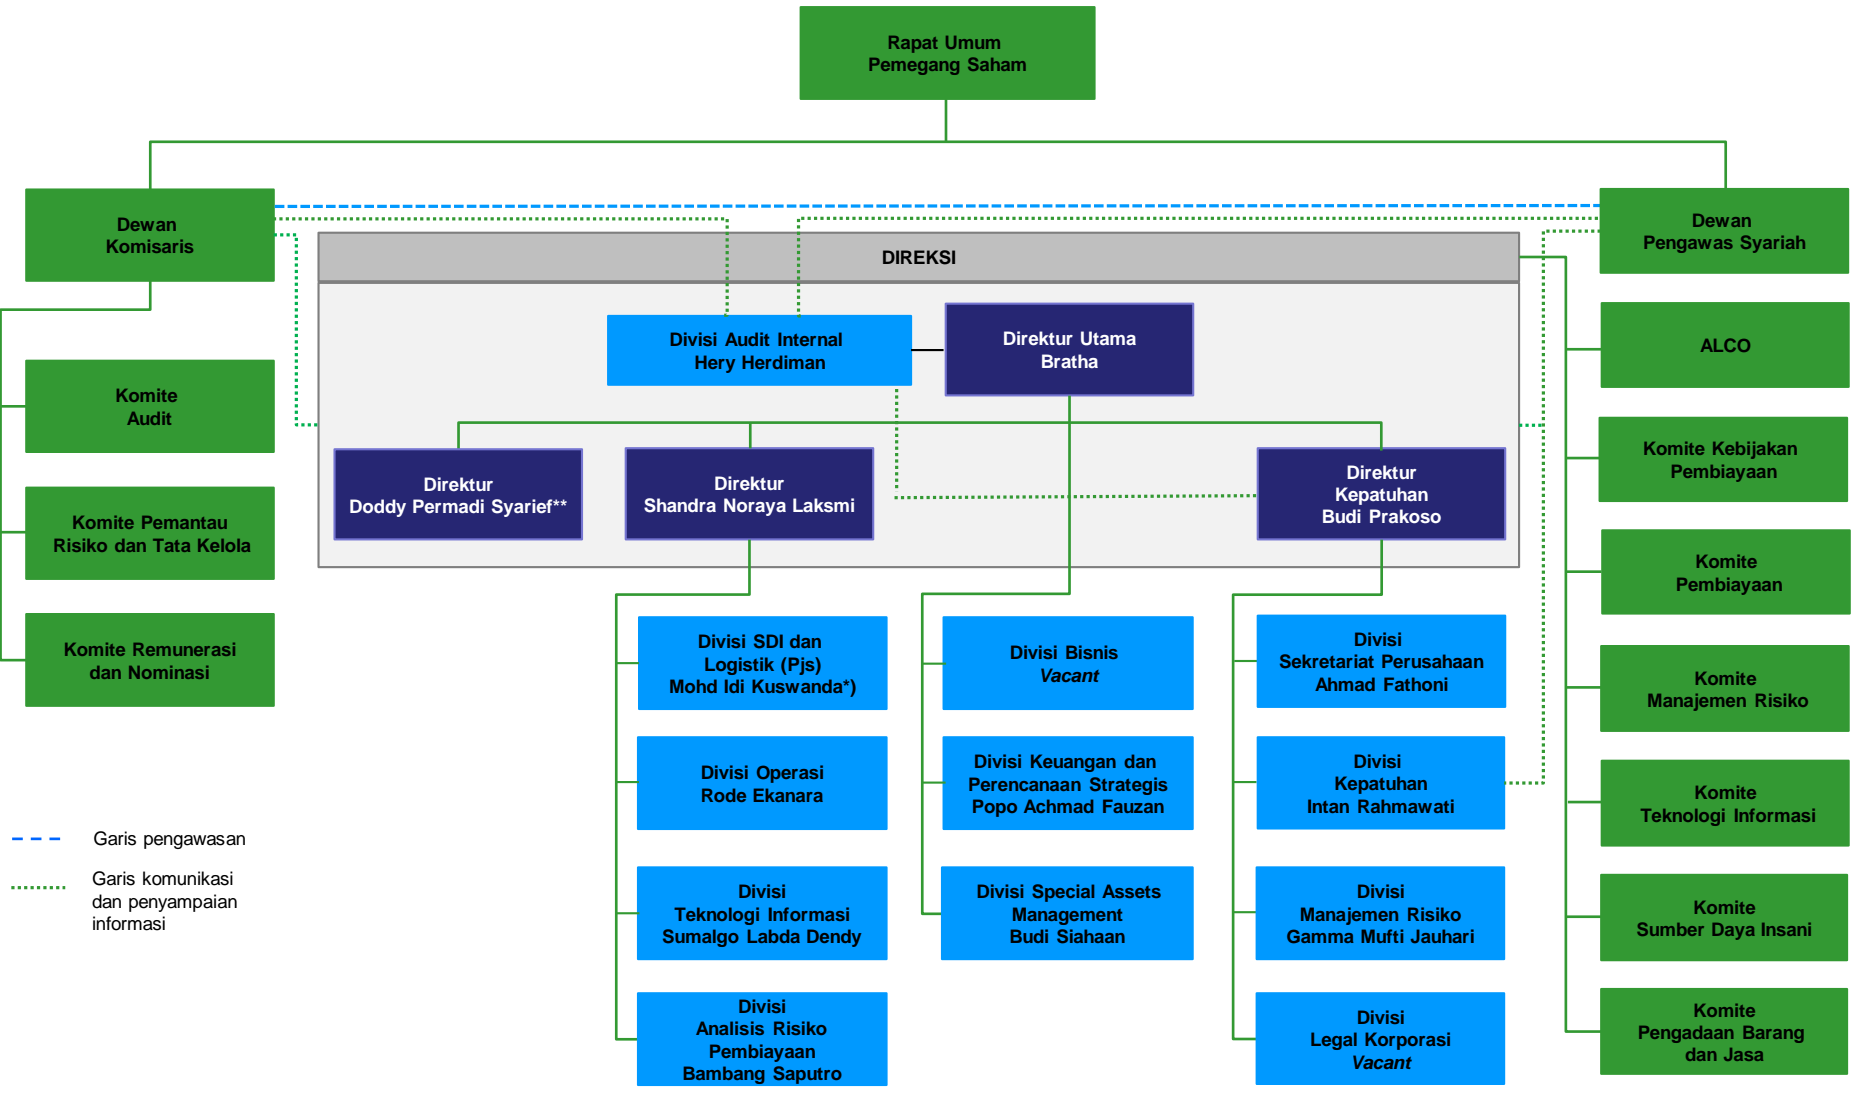 Rapat Umum
Pemegang Saham
Dewan
Komisaris
Dewan
Pengawas Syariah
DIREKSI
Divisi Audit Internal
Hery Herdiman
Direktur Utama
Bratha
Direktur
Doddy Permadi Syarief**
Direktur
Shandra Noraya Laksmi
Direktur
Kepatuhan
Budi Prakoso
Komite
Audit
Komite Pemantau
Risiko dan Tata Kelola
Komite Remunerasi
dan Nominasi
Divisi SDI dan
Logistik (Pjs)
Mohd Idi Kuswanda*)
Divisi Operasi
Rode Ekanara
Divisi
Teknologi Informasi
Sumalgo Labda Dendy
Divisi
Analisis Risiko
Pembiayaan
Bambang Saputro
Divisi Bisnis
Vacant
Divisi Keuangan dan
Perencanaan Strategis
Popo Achmad Fauzan
Divisi Special Assets
Management
Budi Siahaan
Divisi
Sekretariat Perusahaan
Ahmad Fathoni
Divisi
Kepatuhan
Intan Rahmawati
Divisi
Manajemen Risiko
Gamma Mufti Jauhari
Divisi
Legal Korporasi
Vacant
ALCO
Komite Kebijakan
Pembiayaan
Komite
Pembiayaan
Komite
Manajemen Risiko
Komite
Teknologi Informasi
Komite
Sumber Daya Insani
Komite
Pengadaan Barang
dan Jasa
Garis pengawasan
Garis komunikasi
dan penyampaian
informasi